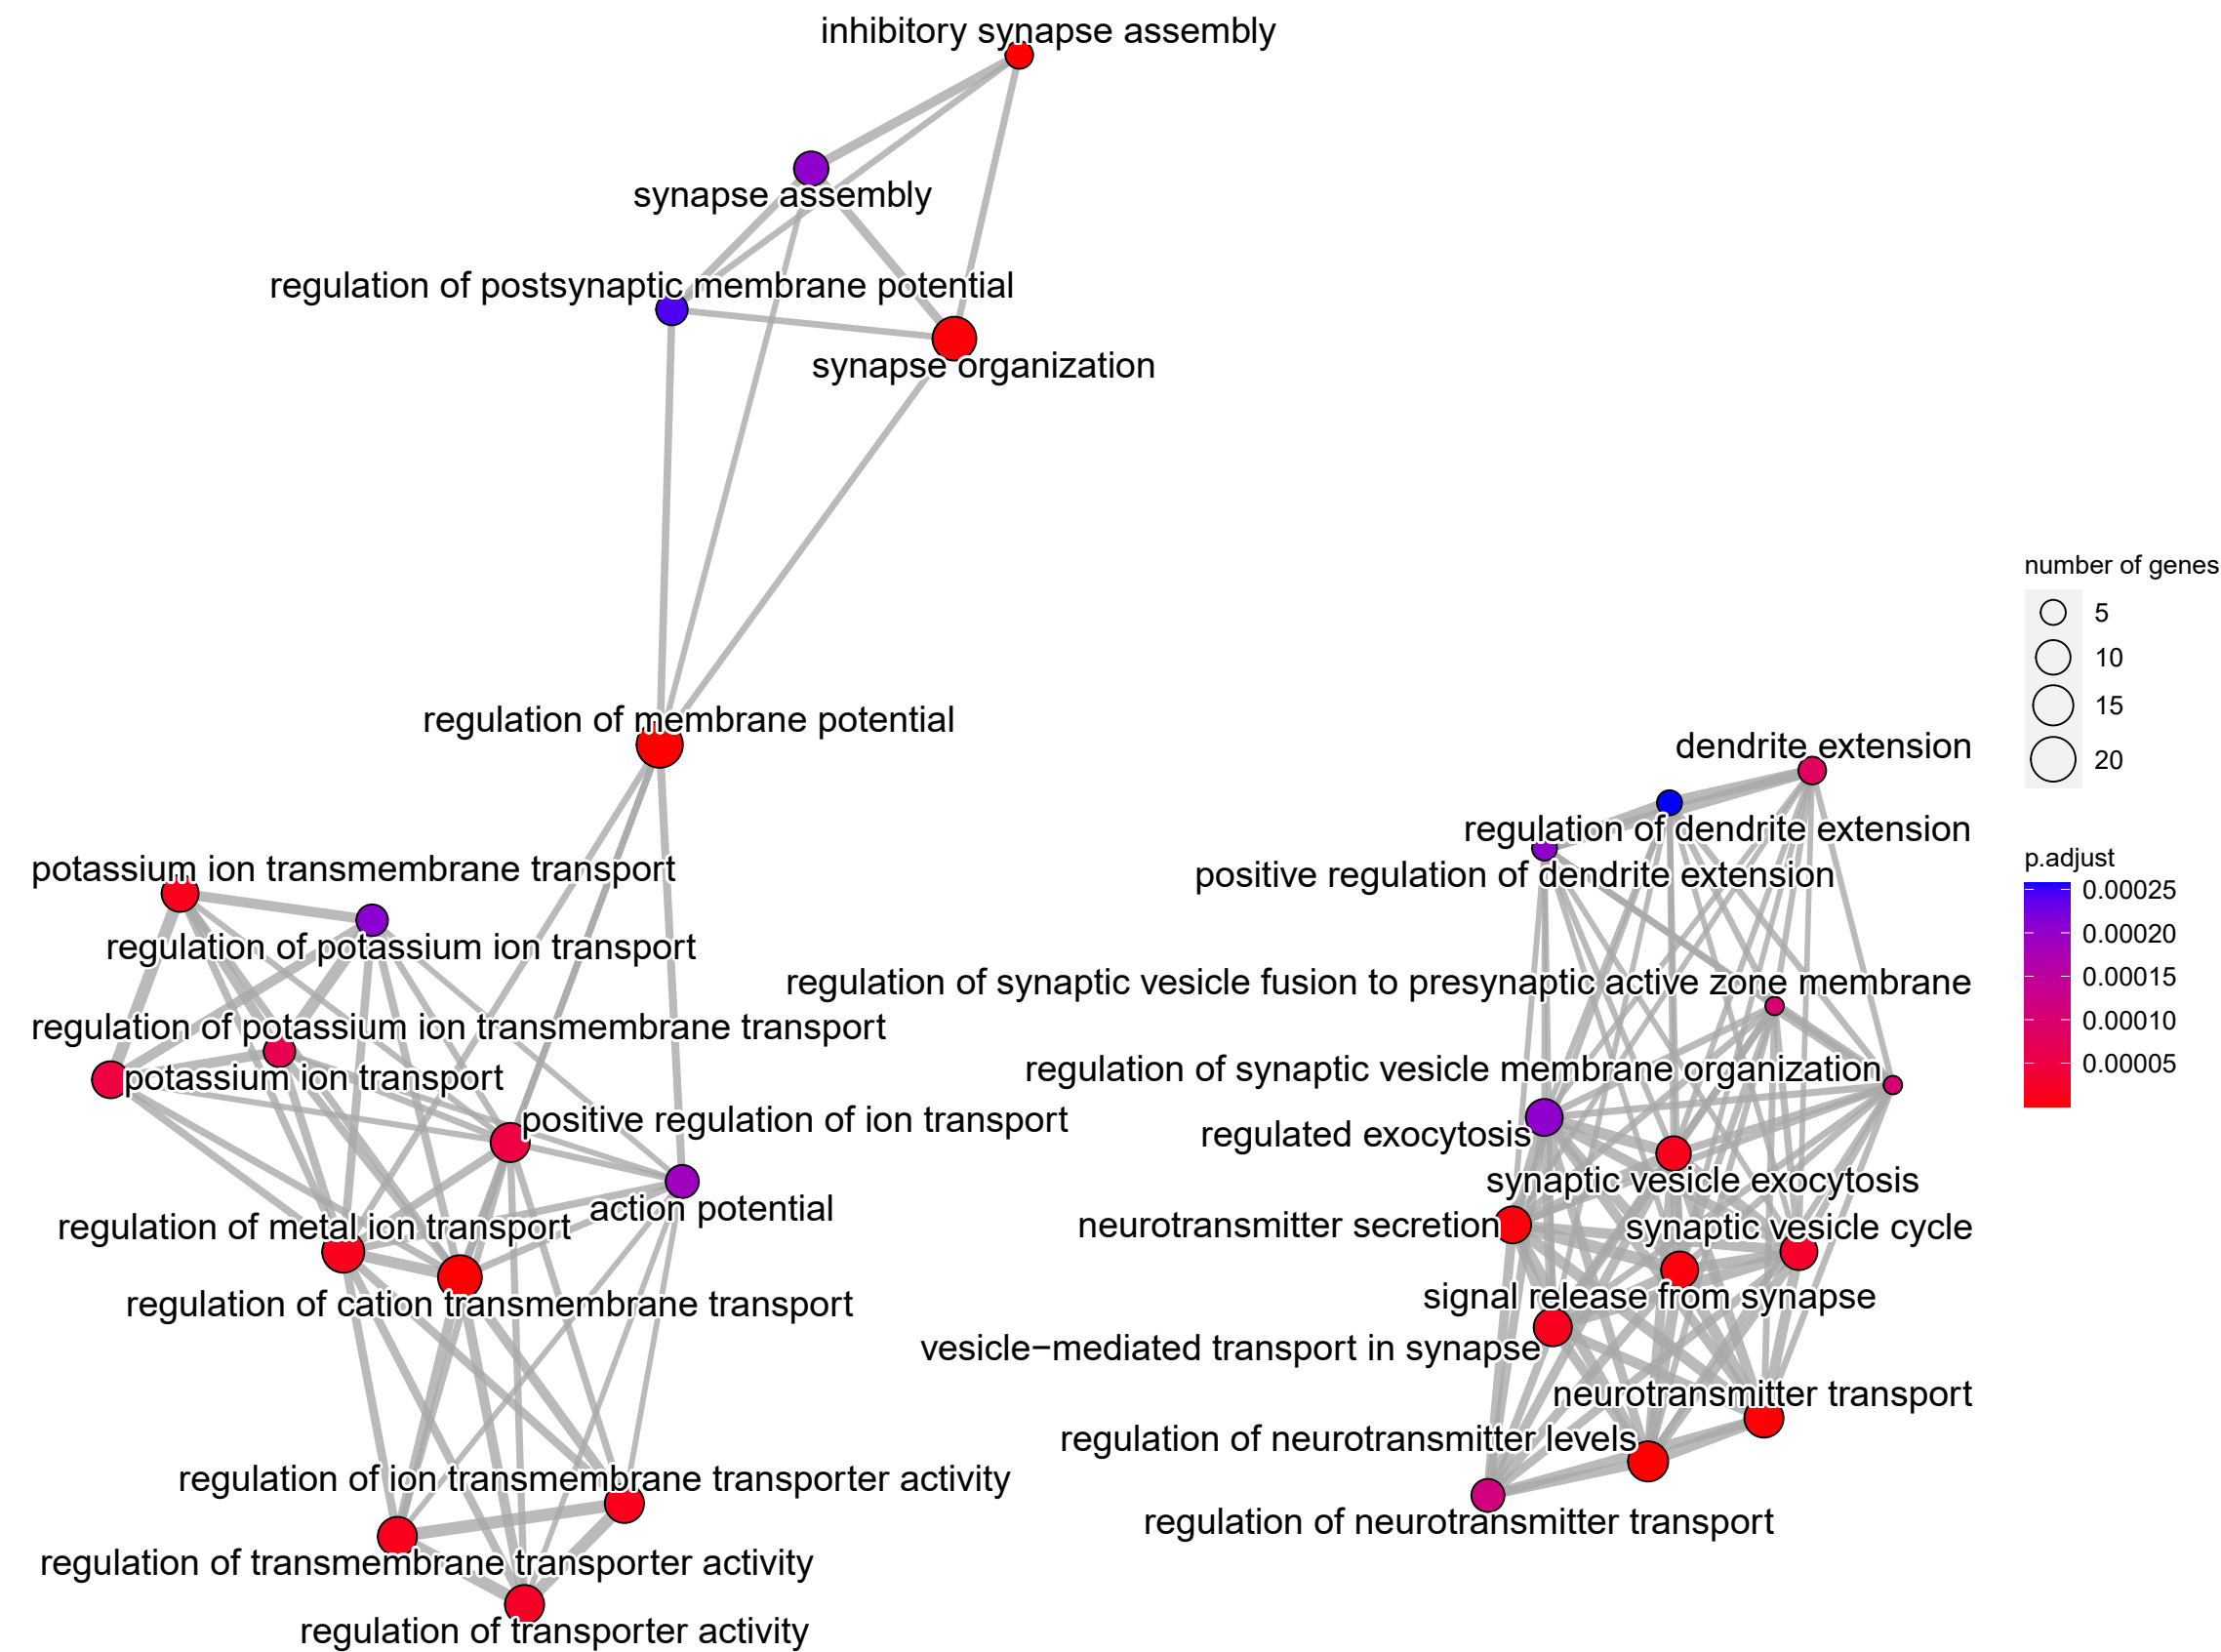 inhibitory synapse assembly
synapse assembly
regulation of postsynaptic membrane potential
synapse organization
number of genes
5
10
15
20
regulation of membrane potential
dendrite extension
regulation of dendrite extension
positive regulation of dendrite extension
p.adjust
0.00025
0.00020
0.00015
0.00010
0.00005
potassium ion transmembrane transport
regulation of potassium ion transport
regulation of synaptic vesicle fusion to presynaptic active zone membrane
regulation of potassium ion transmembrane transport
regulation of synaptic vesicle membrane organization
potassium ion transport
positive regulation of ion transport
regulated exocytosis
synaptic vesicle exocytosis
action potential
regulation of metal ion transport
neurotransmitter secretion
synaptic vesicle cycle
regulation of cation transmembrane transport
signal release from synapse
vesicle−mediated transport in synapse
neurotransmitter transport
regulation of neurotransmitter levels
regulation of ion transmembrane transporter activity
regulation of neurotransmitter transport
regulation of transmembrane transporter activity
regulation of transporter activity